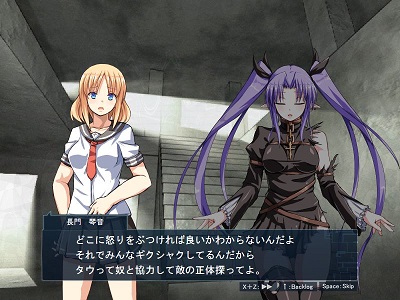 長門 琴音
どこに怒りをぶつければ良いかわからないんだよ
それでみんなギクシャクしてるんだから
タウって奴と協力して敵の正体探ってよ。
X+Z:▶▶ / ↑:Backlog / Space:Skip